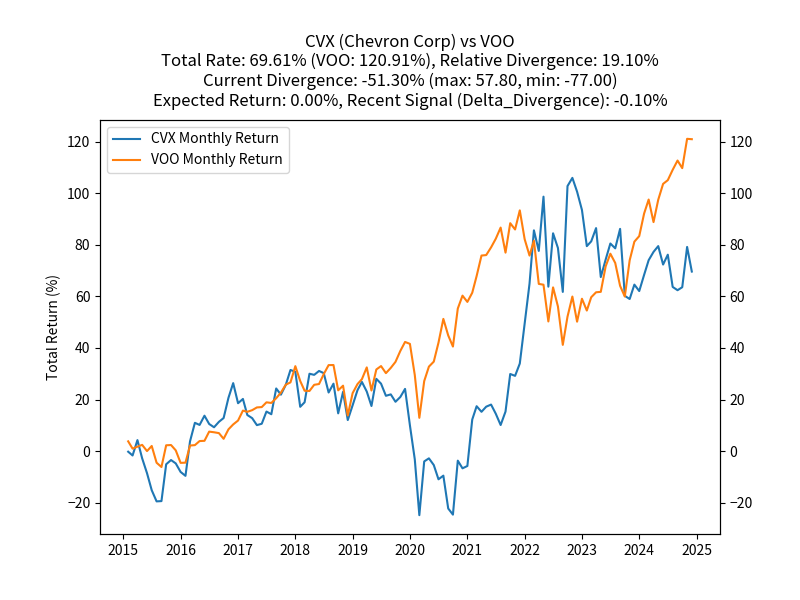 CVX (Chevron Corp) vs VOO
Total Rate: 69.61% (VOO: 120.91%), Relative Divergence: 19.10%
Current Divergence: -51.30% (max: 57.80, min: -77.00)
Expected Return: 0.00%, Recent Signal (Delta_Divergence): -0.10%
CVX Monthly Return
VOO Monthly Return
Total Return (%)
120
100
80
60
40
20
0
−20
120
100
80
60
40
20
0
−20
2015 2016 2017 2018 2019 2020 2021 2022 2023 2024 2025